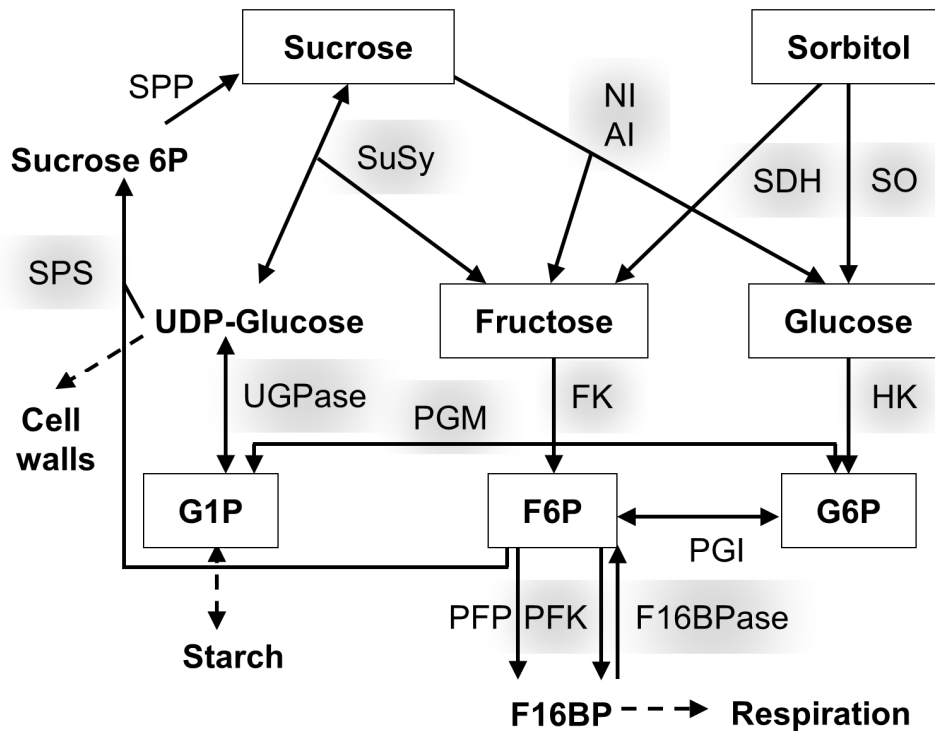 Sucrose
Sorbitol
SPP
NI
AI
Sucrose 6P
SuSy
SDH
SO
SPS
UDP-Glucose
Fructose
Glucose
UGPase
FK
HK
Cell
walls
PGM
G1P
F6P
G6P
PGI
PFP
PFK
F16BPase
Starch
F16BP
Respiration